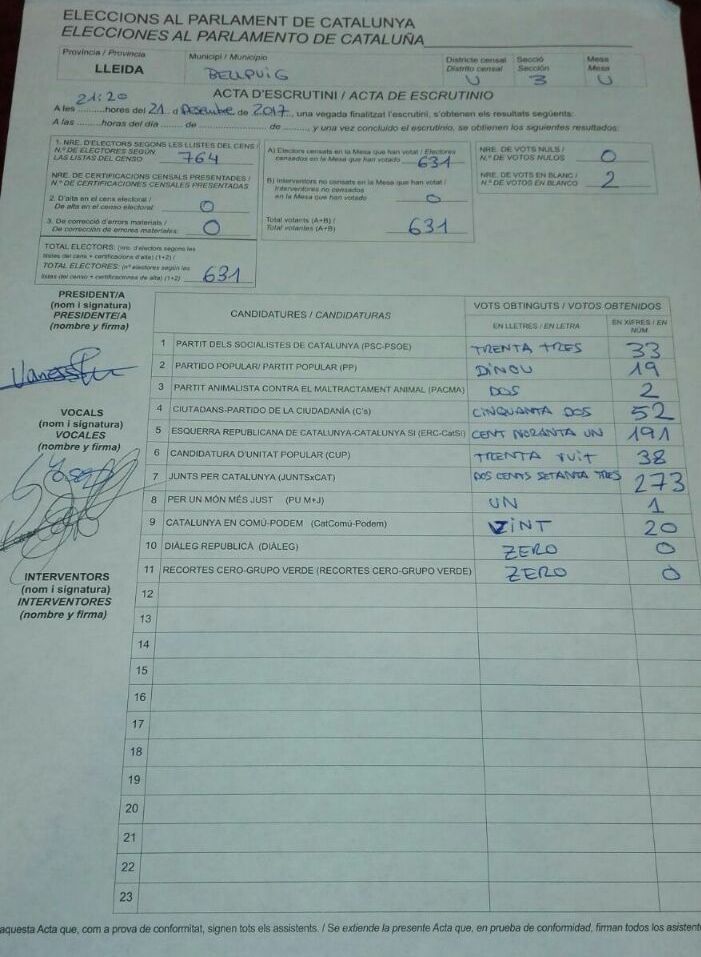 ELECCIONS AL PARLAMENT DE CATALUNYA
ELECCIONES AL PARLAMENTO DE CATALUÑA
Província / Provincia
LLEIDA
Municipi / Municipio
BELLPUIG
Districte censal
Distrito censal
U
Secció
Sección
3
Mesa
Mesa
U
ACTA D'ESCRUTINI / ACTA DE ESCRUTINIO
21:20
A les ..........hores del 21 d Desembre de 2017, una vegada finalitzat l'escrutini, s'obtenen els resultats següents:
A las ..........horas del día ....... de ........................ de ........, y una vez concluido el escrutinio, se obtienen los siguientes resultados:
1. NRE. D'ELECTORS SEGONS LES LLISTES DEL CENS /
N.º DE ELECTORES SEGÚN
LAS LISTAS DEL CENSO 764
NRE. DE CERTIFICACIONS CENSALS PRESENTADES /
N.º DE CERTIFICACIONES CENSALES PRESENTADAS
2. D'alta en el cens electoral /
De alta en el censo electoral 0
3. De correcció d'errors materials /
De corrección de errores materiales 0
TOTAL ELECTORS: (nre. d'electors segons les
llistes del cens + certificacions d'alta) (1+2) /
TOTAL ELECTORES: (nº electores según las
listas del censo + certificaciones de alta) (1+2) 631
A) Electors censats en la Mesa que han votat / Electores
censados en la Mesa que han votado 631
B) Interventors no censats en la Mesa que han votat /
Interventores no censados
en la Mesa que han votado 0
Total votants (A+B) /
Total votantes (A+B) 631
NRE. DE VOTS NULS /
N.º DE VOTOS NULOS 0
NRE. DE VOTS EN BLANC /
N.º DE VOTOS EN BLANCO 2
PRESIDENT/A
(nom i signatura)
PRESIDENTE/A
(nombre y firma)
VOCALS
(nom i signatura)
VOCALES
(nombre y firma)
INTERVENTORS
(nom i signatura)
INTERVENTORES
(nombre y firma)
CANDIDATURES / CANDIDATURAS
VOTS OBTINGUTS / VOTOS OBTENIDOS
EN LLETRES / EN LETRA
EN XIFRES / EN NÚM
1 PARTIT DELS SOCIALISTES DE CATALUNYA (PSC-PSOE) TRENTA TRES 33
2 PARTIDO POPULAR/ PARTIT POPULAR (PP) DINOU 19
3 PARTIT ANIMALISTA CONTRA EL MALTRACTAMENT ANIMAL (PACMA) DOS 2
4 CIUTADANS-PARTIDO DE LA CIUDADANÍA (C's) CINQUANTA DOS 52
5 ESQUERRA REPUBLICANA DE CATALUNYA-CATALUNYA SÍ (ERC-CatSí) CENT NORANTA UN 191
6 CANDIDATURA D'UNITAT POPULAR (CUP) TRENTA VUIT 38
7 JUNTS PER CATALUNYA (JUNTSxCAT) DOS CENTS SETANTA TRES 273
8 PER UN MÓN MÉS JUST (PU M+J) UN 1
9 CATALUNYA EN COMÚ-PODEM (CatComú-Podem) VINT 20
10 DIÀLEG REPUBLICÀ (DIÀLEG) ZERO 0
11 RECORTES CERO-GRUPO VERDE (RECORTES CERO-GRUPO VERDE) ZERO 0
12
13
14
15
16
17
18
19
20
21
22
23
aquesta Acta que, com a prova de conformitat, signen tots els assistents. / Se extiende la presente Acta que, en prueba de conformidad, firman todos los asistent